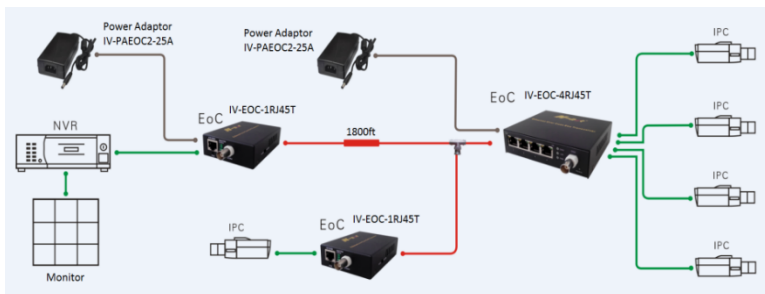 Power Adaptor
IV-PAEOC2-25A
Power Adaptor
IV-PAEOC2-25A
IPC
EoC IV-EOC-1RJ45T
EoC IV-EOC-4RJ45T
NVR
1800ft
IPC
IPC
IPC
EoC IV-EOC-1RJ45T
Monitor
IPC